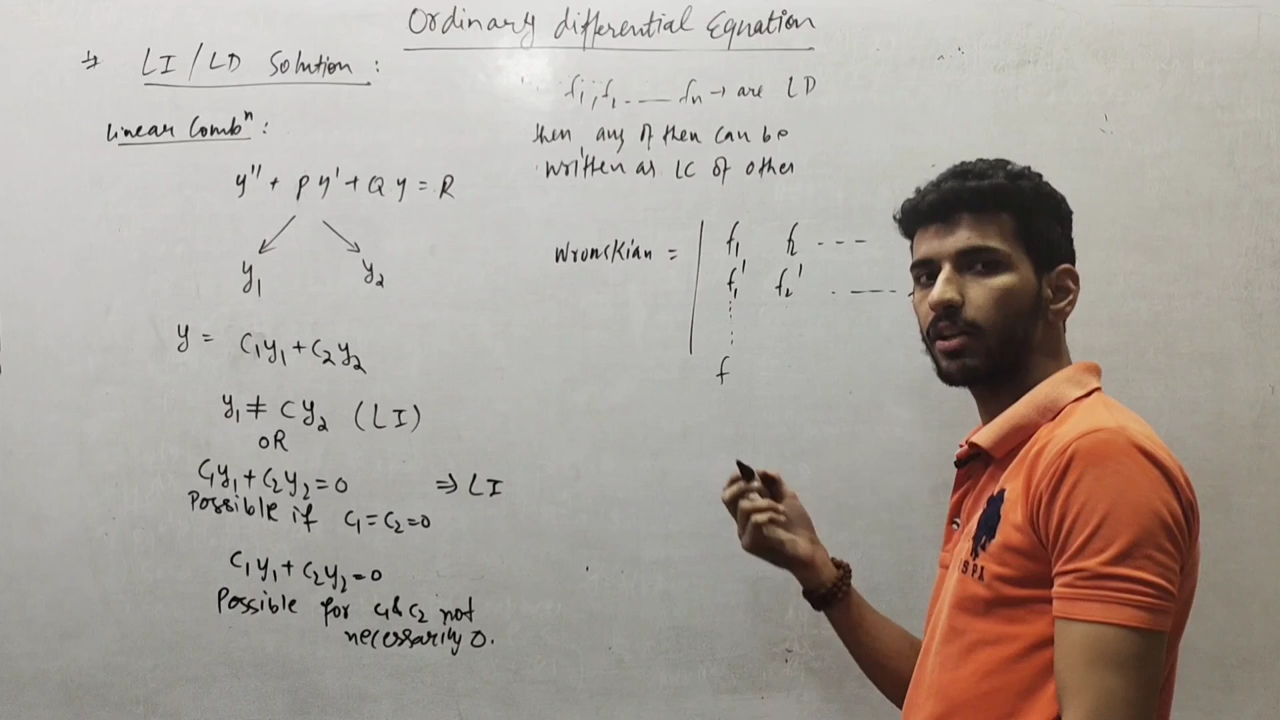 Ordinary differential Equation
LI/LD Solution :
Linear Combⁿ :
y'' + Py' + Qy = R
y₁ y₂
y = C₁y₁ + C₂y₂
y₁ ≠ Cy₂ (LI)
OR
C₁y₁ + C₂y₂ = 0 ⇒ LI
Possible if C₁ = C₂ = 0
C₁y₁ + C₂y₂ = 0
Possible for C₁ & C₂ not
necessarily 0.
f₁, f₂ ...... fn → are LD
then any of then can be
written as LC of other
Wronskian = | f₁ f₂ ---
f₁' f₂' . ---- .
f
SPA